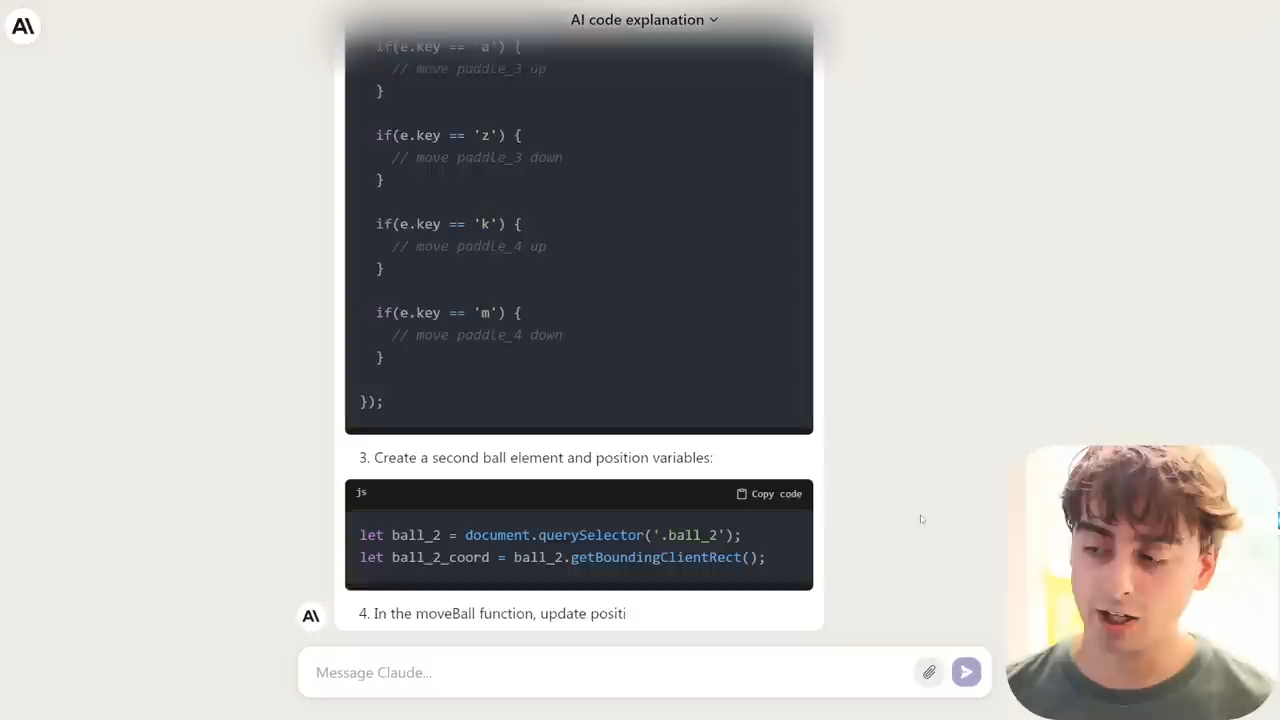 A\
AI code explanation
if(e.key == 'a') {
// move paddle_3 up
}
if(e.key == 'z') {
// move paddle_3 down
}
if(e.key == 'k') {
// move paddle_4 up
}
if(e.key == 'm') {
// move paddle_4 down
}
});
3. Create a second ball element and position variables:
js
Copy code
let ball_2 = document.querySelector('.ball_2');
let ball_2_coord = ball_2.getBoundingClientRect();
4. In the moveBall function, update positi
A\
Message Claude...